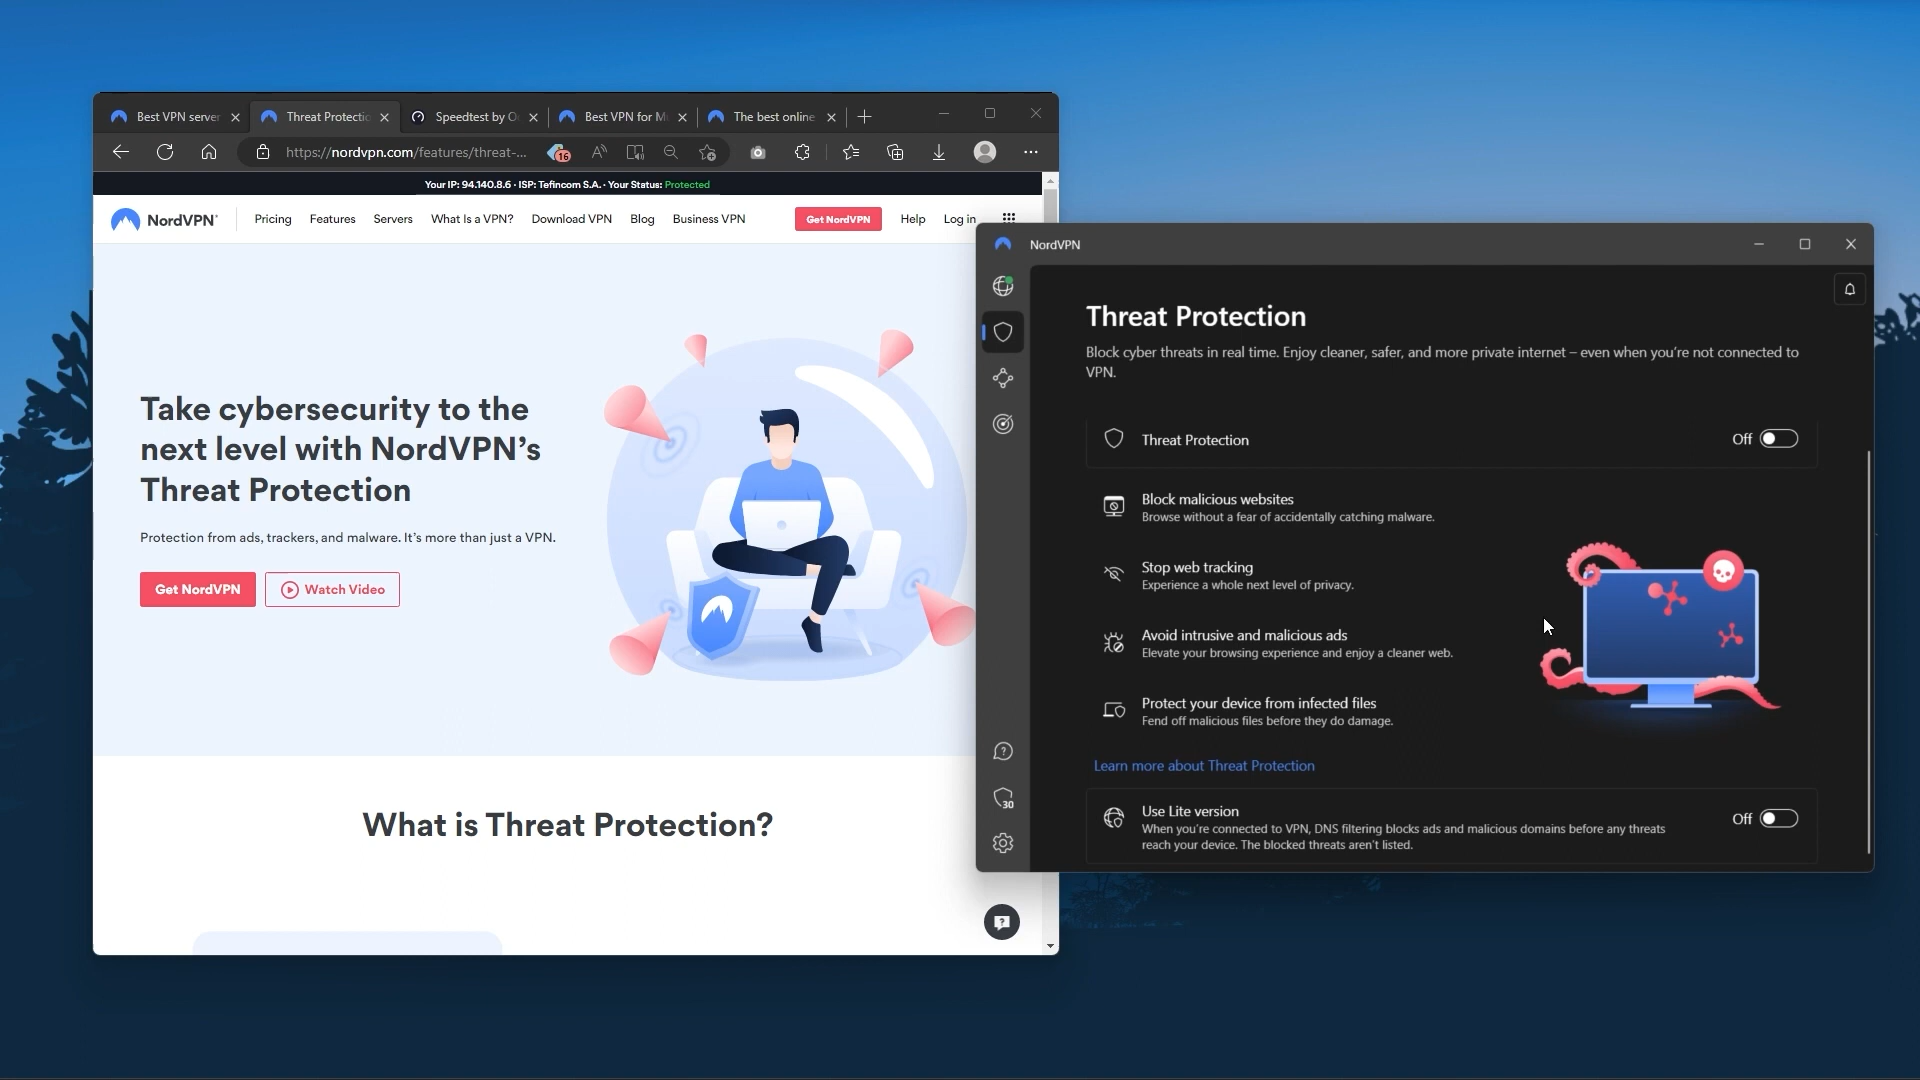 Best VPN server
Threat Protectio
Speedtest by O
Best VPN for M
The best online
https://nordvpn.com/features/threat-...
16
Your IP: 94.140.8.6 · ISP: Tefincom S.A. · Your Status: Protected
NordVPN®
Pricing
Features
Servers
What Is a VPN?
Download VPN
Blog
Business VPN
Get NordVPN
Help
Log in
Take cybersecurity to the
next level with NordVPN’s
Threat Protection
Protection from ads, trackers, and malware. It’s more than just a VPN.
Get NordVPN
Watch Video
What is Threat Protection?
NordVPN
Threat Protection
Block cyber threats in real time. Enjoy cleaner, safer, and more private internet – even when you’re not connected to
VPN.
Threat Protection
Off
Block malicious websites
Browse without a fear of accidentally catching malware.
Stop web tracking
Experience a whole next level of privacy.
Avoid intrusive and malicious ads
Elevate your browsing experience and enjoy a cleaner web.
Protect your device from infected files
Fend off malicious files before they do damage.
Learn more about Threat Protection
30
Use Lite version
Off
When you’re connected to VPN, DNS filtering blocks ads and malicious domains before any threats
reach your device. The blocked threats aren’t listed.